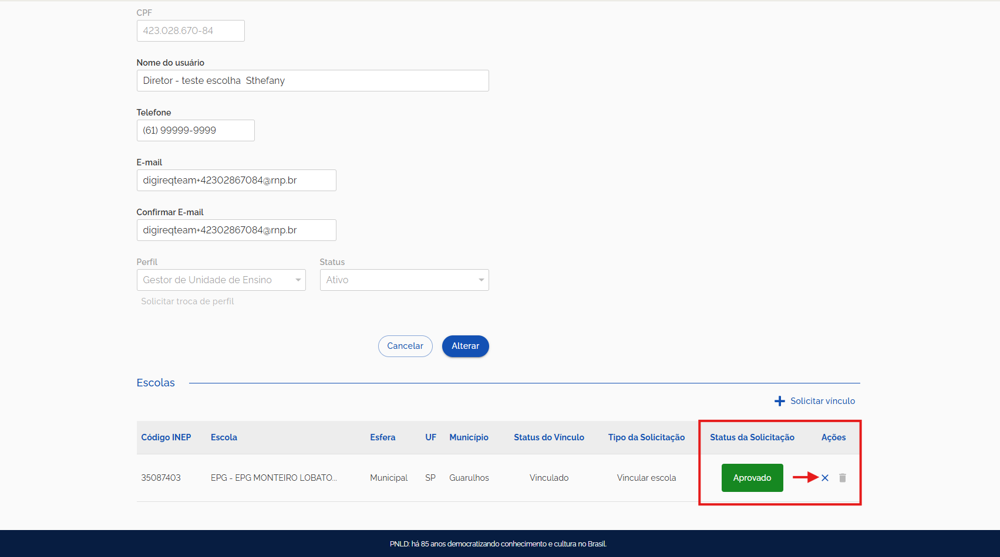 CPF
423.028.670-84
Nome do usuário
Diretor - teste escolha  Sthefany
Telefone
(61) 99999-9999
E-mail
digireqteam+42302867084@rnp.br
Confirmar E-mail
digireqteam+42302867084@rnp.br
Perfil Status
Gestor de Unidade de Ensino Ativo
Solicitar troca de perfil
Cancelar Alterar
Escolas
Solicitar vínculo
Código INEP Escola Esfera UF Município Status do Vínculo Tipo da Solicitação Status da Solicitação Ações
35087403 EPG - EPG MONTEIRO LOBATO... Municipal SP Guarulhos Vinculado Vincular escola Aprovado
PNLD: há 85 anos democratizando conhecimento e cultura no Brasil.